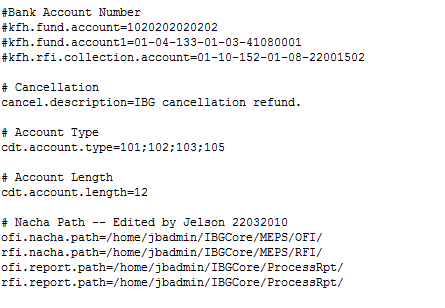 #Bank Account Number
#kfh.fund.account=1020202020202
#kfh.fund.account1=01-04-133-01-03-41080001
#kfh.rfi.collection.account=01-10-152-01-08-22001502
# Cancellation
cancel.description=IBG cancellation refund.
# Account Type
cdt.account.type=101;102;103;105
# Account Length
cdt.account.length=12
# Nacha Path -- Edited by Jelson 22032010
ofi.nacha.path=/home/jbadmin/IBGCore/MEPS/OFI/
rfi.nacha.path=/home/jbadmin/IBGCore/MEPS/RFI/
ofi.report.path=/home/jbadmin/IBGCore/ProcessRpt/
rfi.report.path=/home/jbadmin/IBGCore/ProcessRpt/